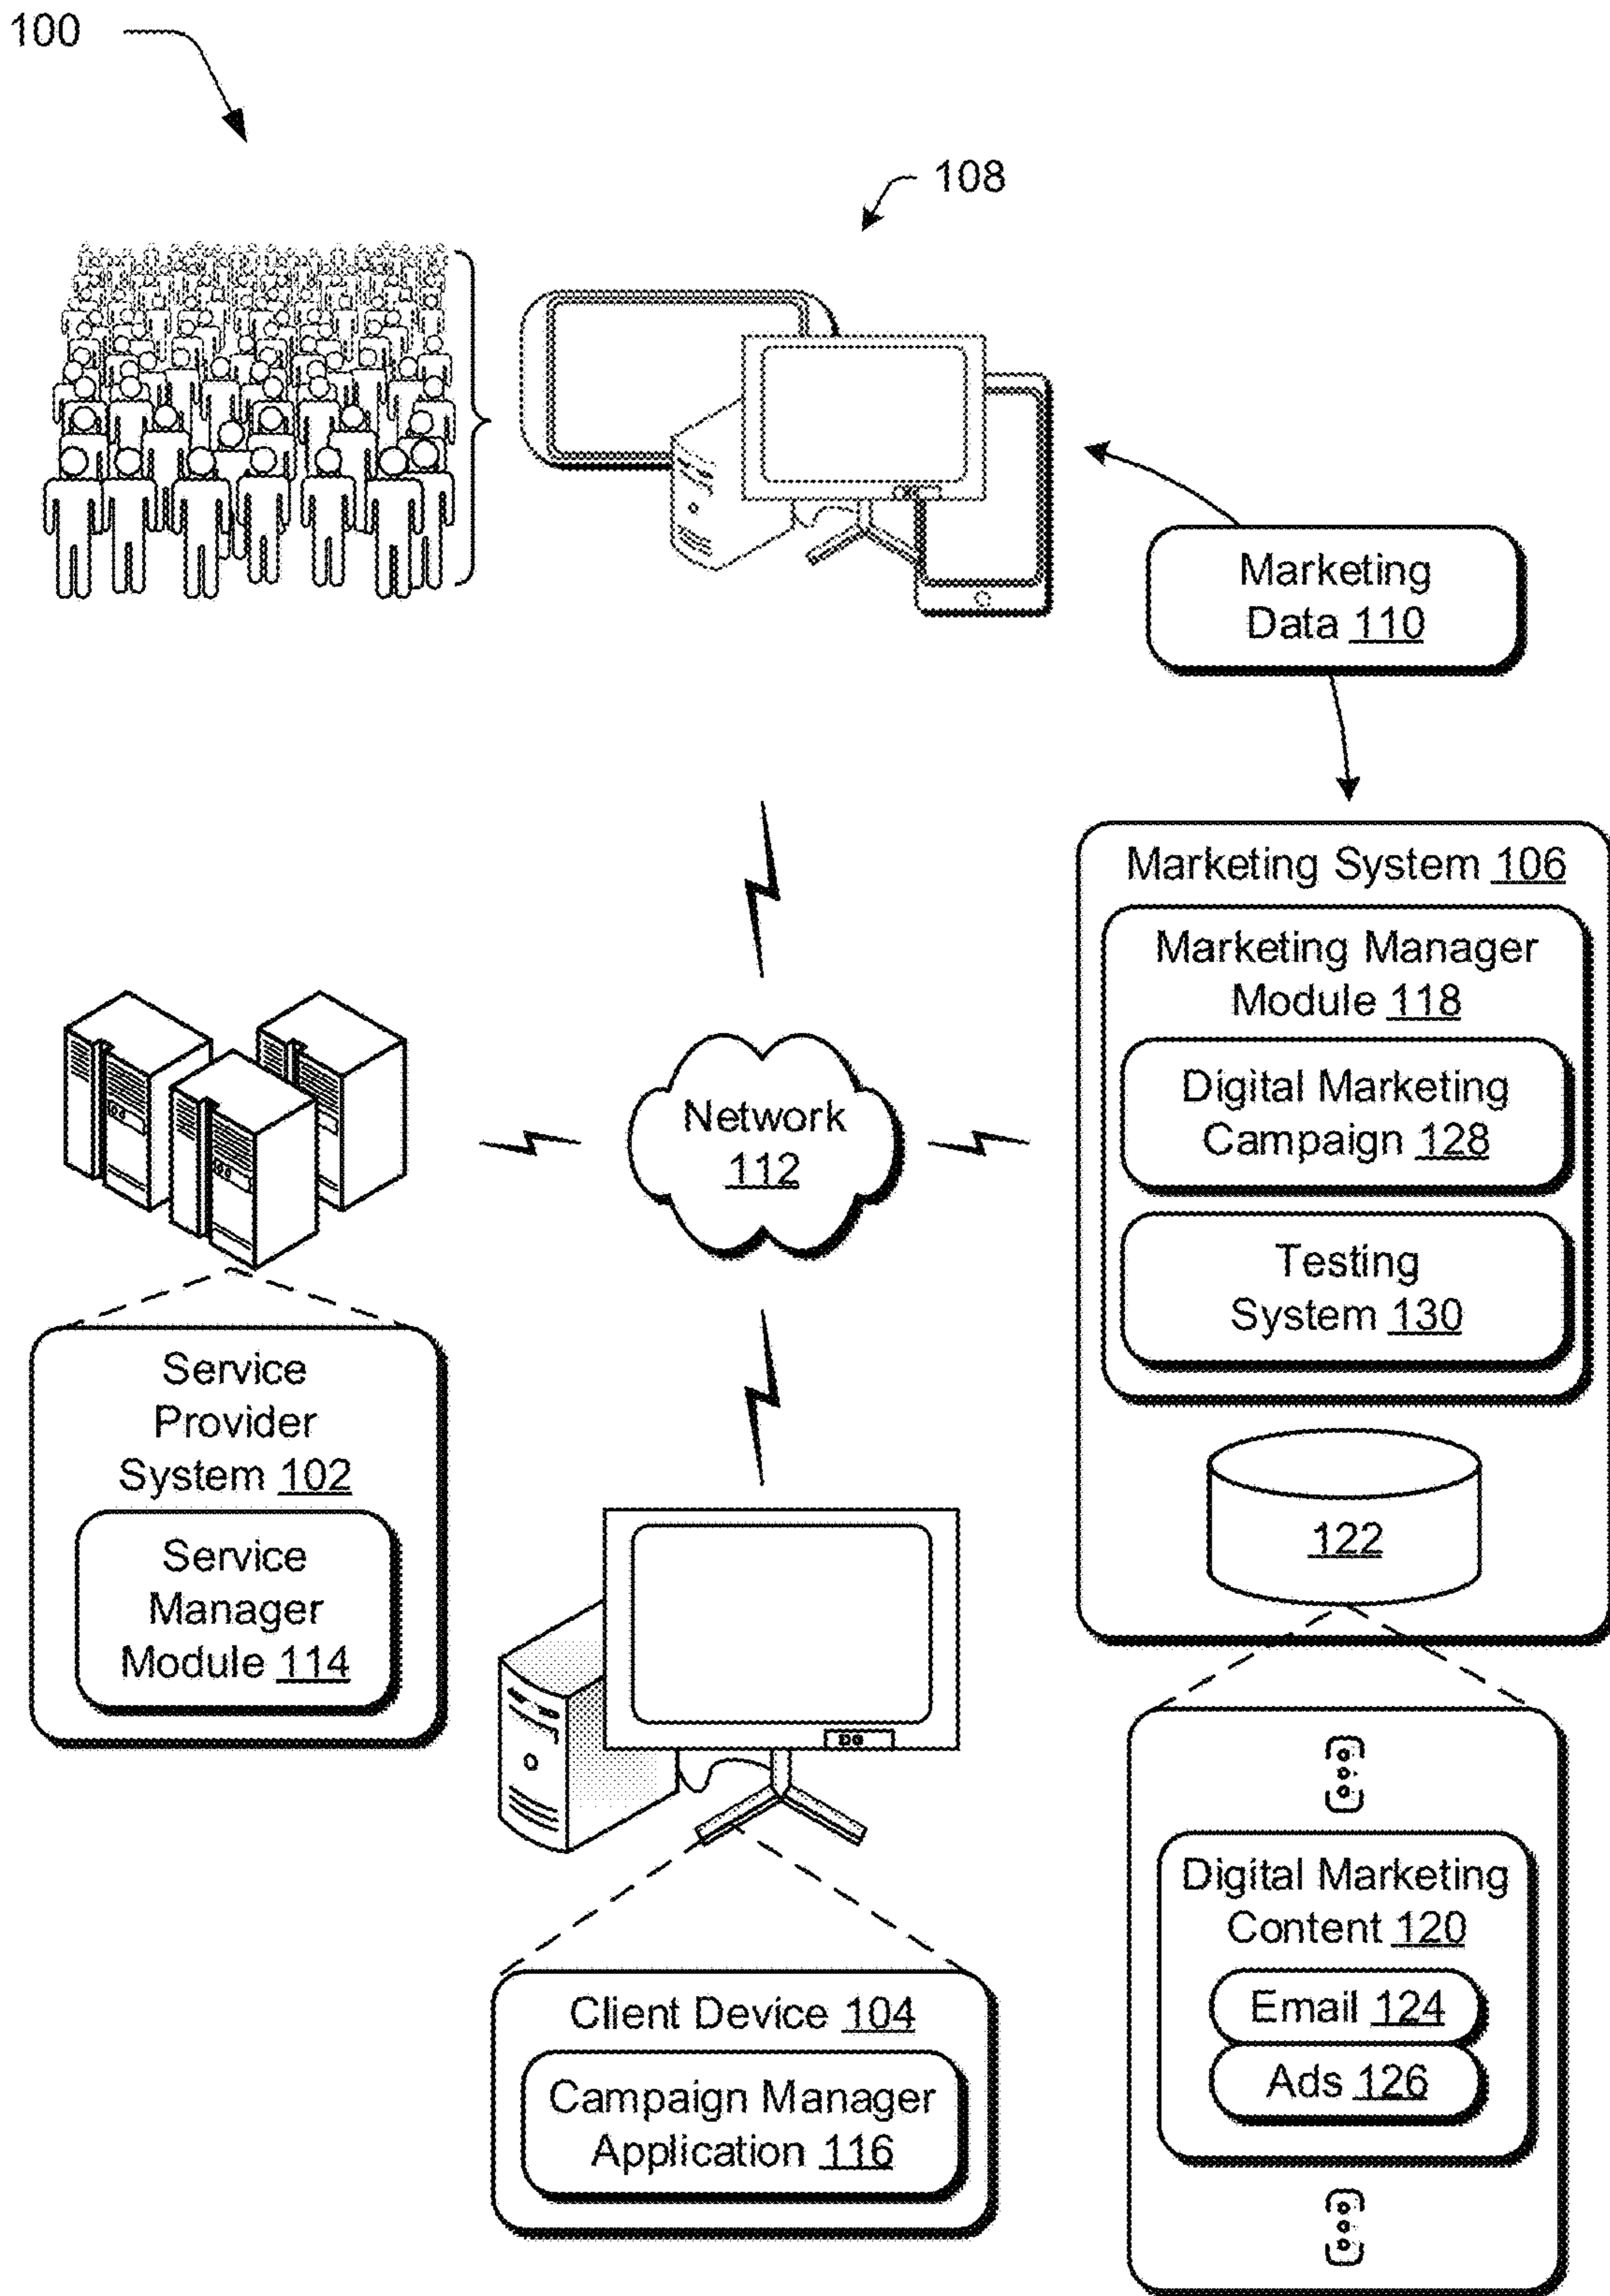 100
108
Marketing
Data 110
Marketing System 106
Marketing Manager
Module 118
Digital Marketing
Campaign 128
Testing
System 130
122
Network
112
Service
Provider
System 102
Service
Manager
Module 114
Digital Marketing
Content 120
Email 124
Ads 126
Client Device 104
Campaign Manager
Application 116